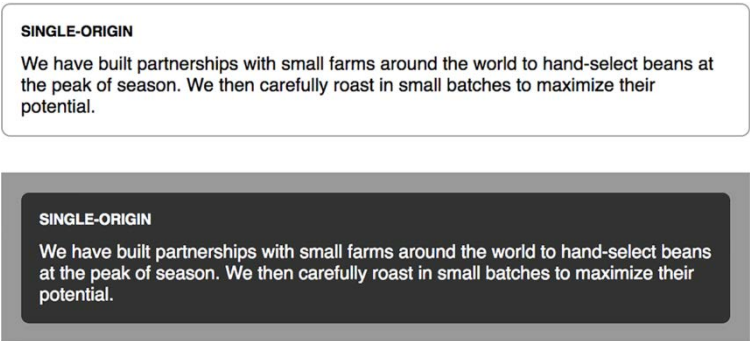 SINGLE-ORIGIN
We have built partnerships with small farms around the world to hand-select beans at
the peak of season. We then carefully roast in small batches to maximize their
potential.
SINGLE-ORIGIN
We have built partnerships with small farms around the world to hand-select beans
at the peak of season. We then carefully roast in small batches to maximize their
potential.